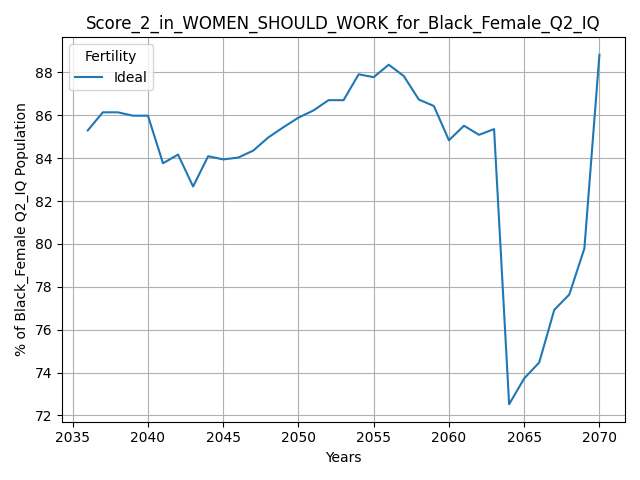 Score_2_in_WOMEN_SHOULD_WORK_for_Black_Female_Q2_IQ
Fertility
Ideal
% of Black_Female Q2_IQ Population
88
86
84
82
80
78
76
74
72
2035 2040 2045 2050 2055 2060 2065 2070
Years